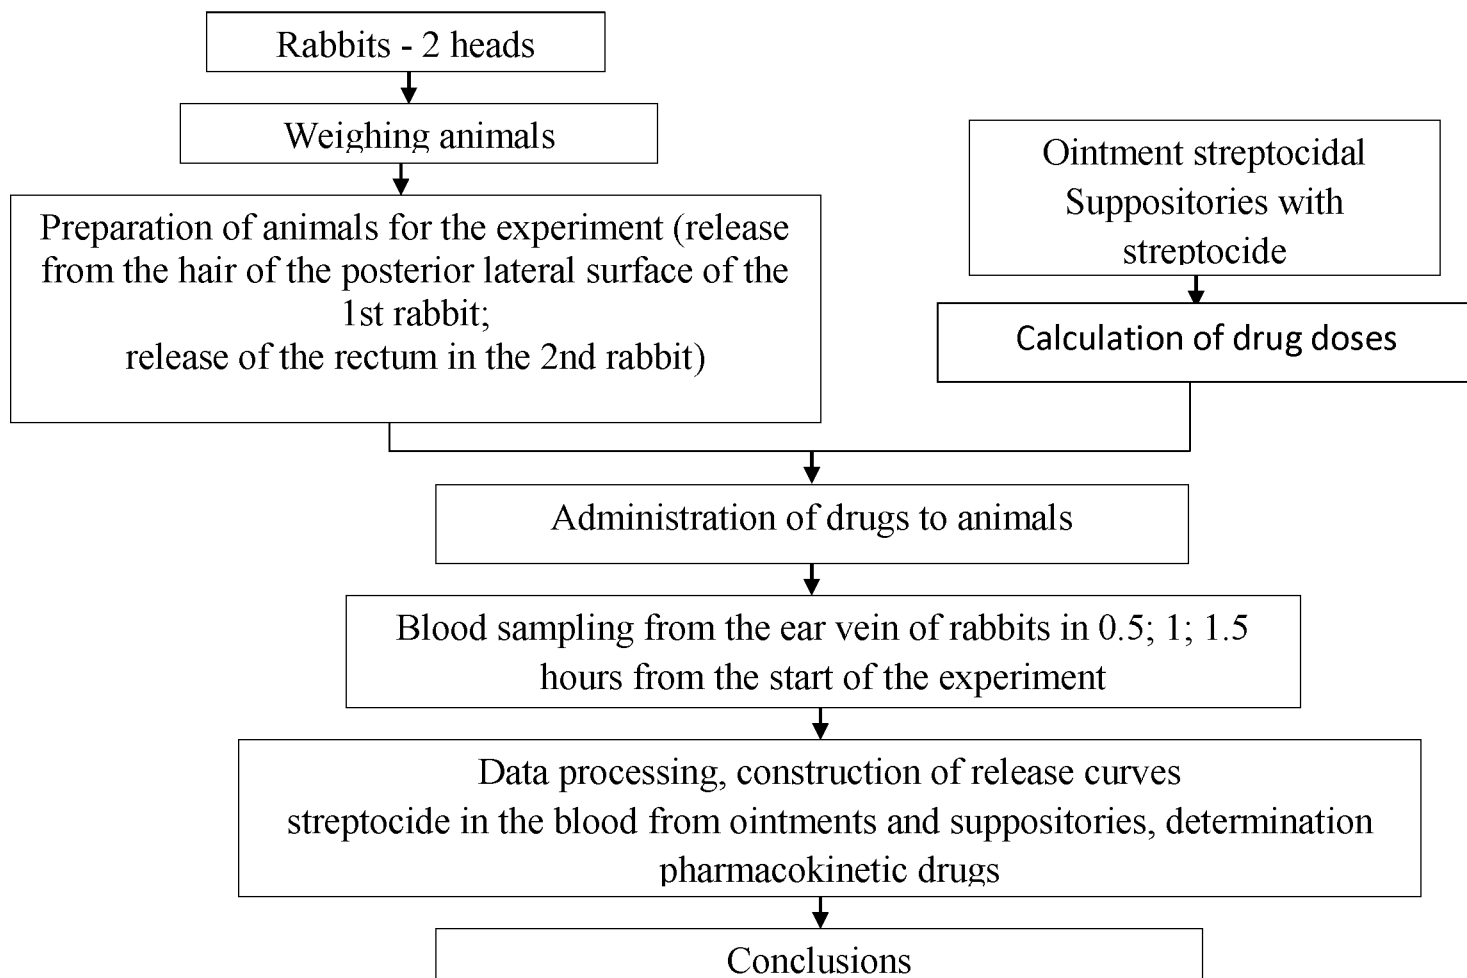 Rabbits - 2 heads
Weighing animals
Preparation of animals for the experiment (release
from the hair of the posterior lateral surface of the
1st rabbit;
release of the rectum in the 2nd rabbit)
Ointment streptocidal
Suppositories with
streptocide
Calculation of drug doses
Administration of drugs to animals
Blood sampling from the ear vein of rabbits in 0.5; 1; 1.5
hours from the start of the experiment
Data processing, construction of release curves
streptocide in the blood from ointments and suppositories, determination
pharmacokinetic drugs
Conclusions